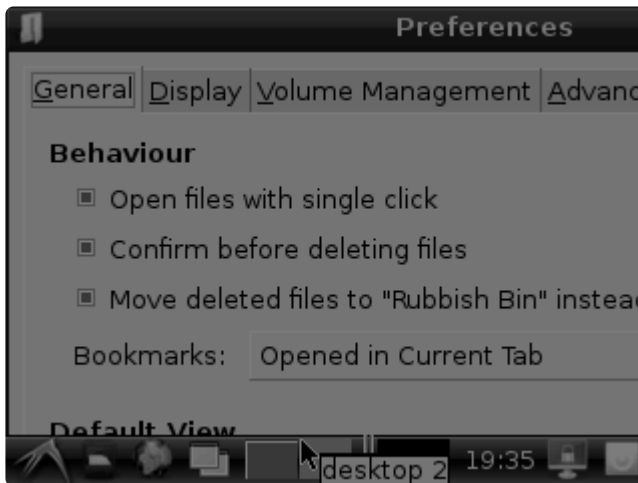 Preferences
General Display Volume Management
Behaviour
Open files with single click
Confirm before deleting files
Move deleted files to "Rubbish Bin"
Bookmarks: Opened in Current Tab
Default View
desktop 2 19:35